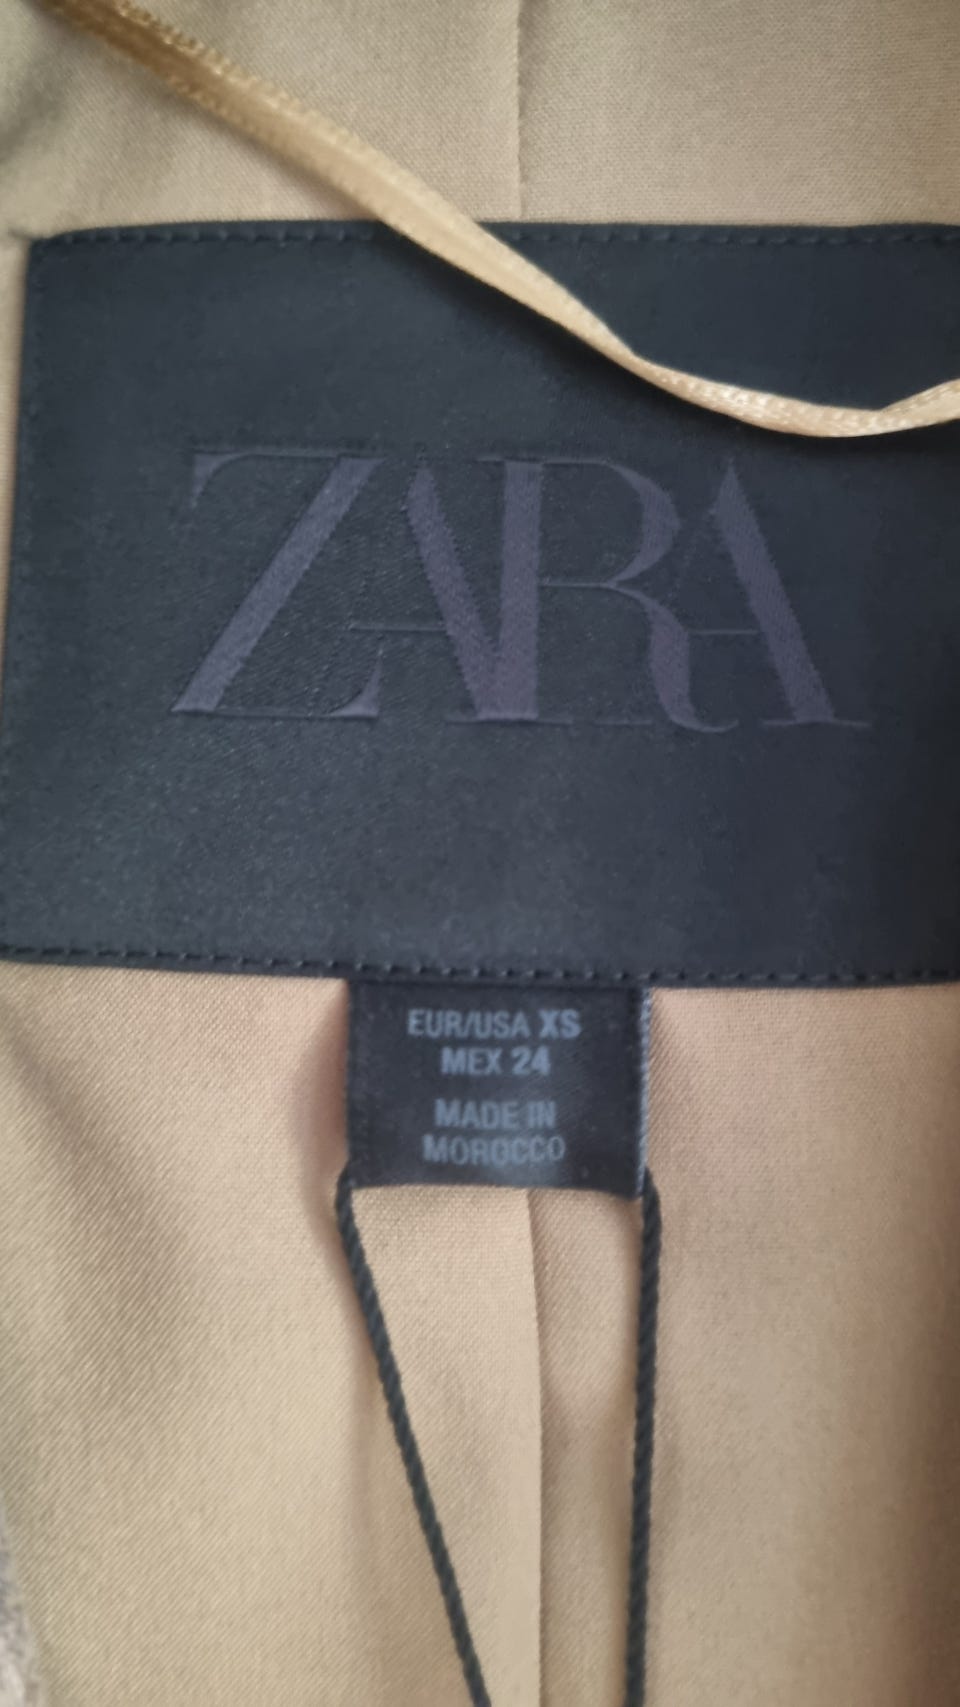 ZARA
EUR/USA XS
MEX 24
MADE IN
MOROCCO